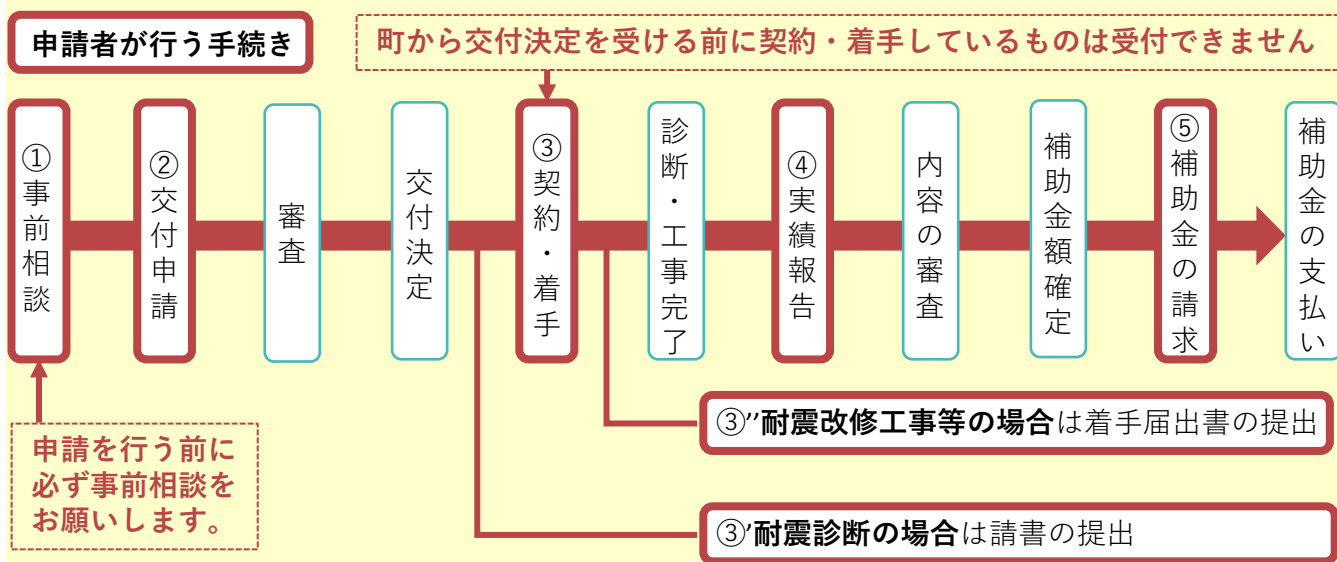 申請者が行う手続き
町から交付決定を受ける前に契約・着手しているものは受付できません
①事前相談
②交付申請
審査
交付決定
③契約・着手
診断・工事完了
④実績報告
内容の審査
補助金額確定
⑤補助金の請求
補助金の支払い
申請を行う前に
必ず事前相談を
お願いします。
③''耐震改修工事等の場合は着手届出書の提出
③'耐震診断の場合は請書の提出